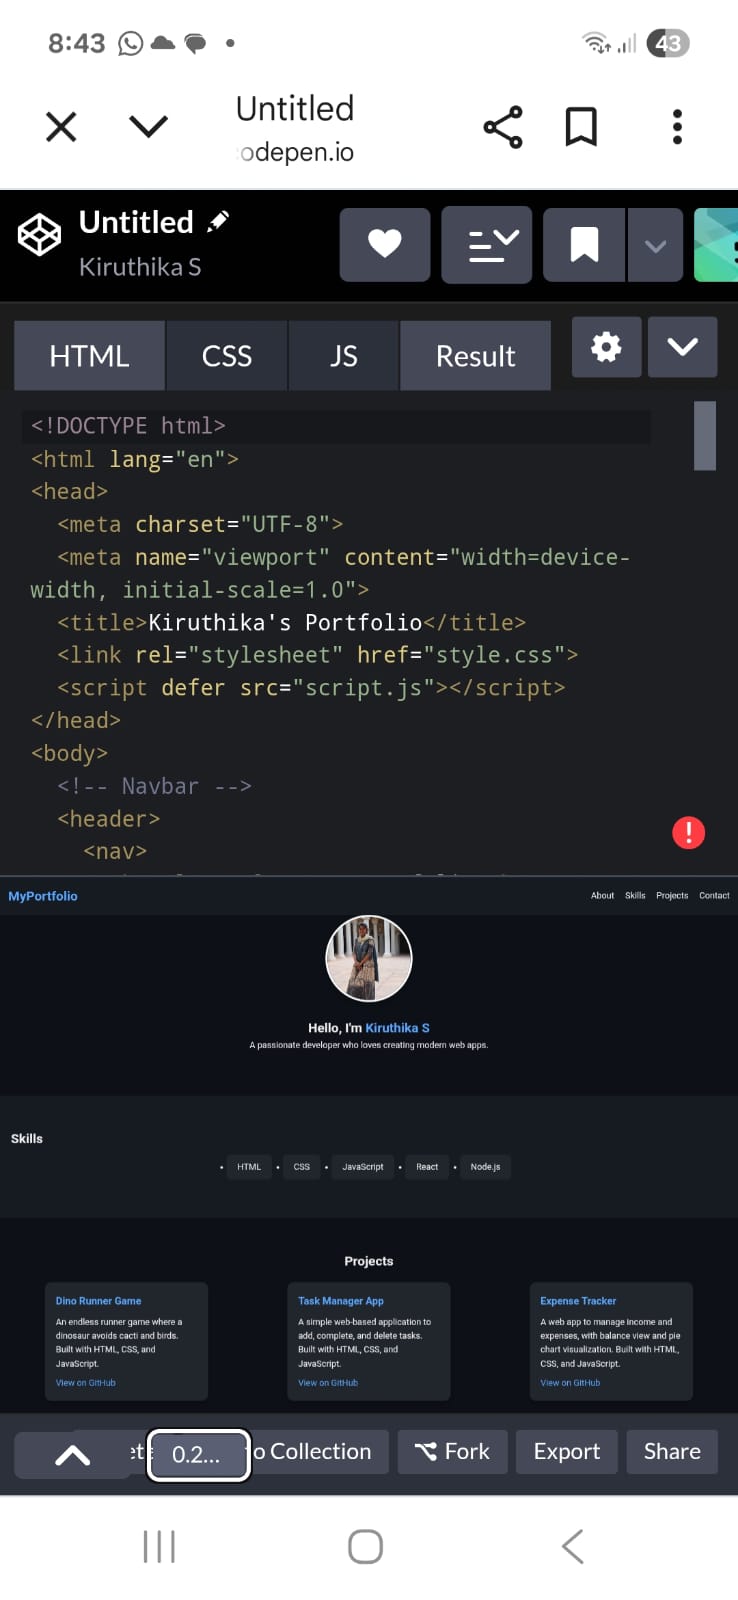 8:43
43
Untitled
odepen.io
Untitled
Kiruthika S
HTML CSS JS Result
<!DOCTYPE html>
<html lang="en">
<head>
<meta charset="UTF-8">
<meta name="viewport" content="width=device-
width, initial-scale=1.0">
<title>Kiruthika's Portfolio</title>
<link rel="stylesheet" href="style.css">
<script defer src="script.js"></script>
</head>
<body>
<!-- Navbar -->
<header>
<nav>
MyPortfolio About Skills Projects Contact
Hello, I'm Kiruthika S
A passionate developer who loves creating modern web apps.
Skills
• HTML • CSS • JavaScript • React • Node.js
Projects
Dino Runner Game
An endless runner game where a
dinosaur avoids cacti and birds.
Built with HTML, CSS, and
JavaScript.
View on GitHub
Task Manager App
A simple web-based application to
add, complete, and delete tasks.
Built with HTML, CSS, and
JavaScript.
View on GitHub
Expense Tracker
A web app to manage income and
expenses, with balance view and pie
chart visualization. Built with HTML,
CSS, and JavaScript.
View on GitHub
0.2... o Collection Fork Export Share